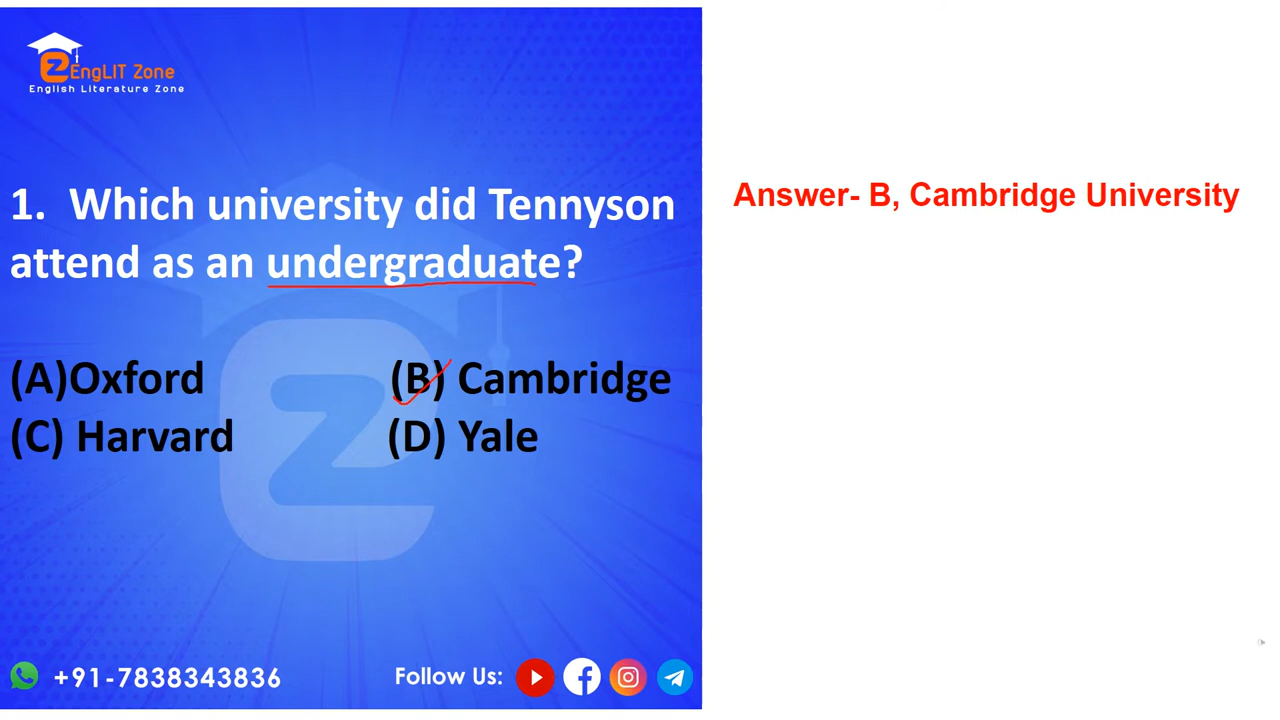 EngLIT Zone
English Literature Zone
1. Which university did Tennyson
attend as an undergraduate?
(A)Oxford (B) Cambridge
(C) Harvard (D) Yale
+91-7838343836 Follow Us:
Answer- B, Cambridge University